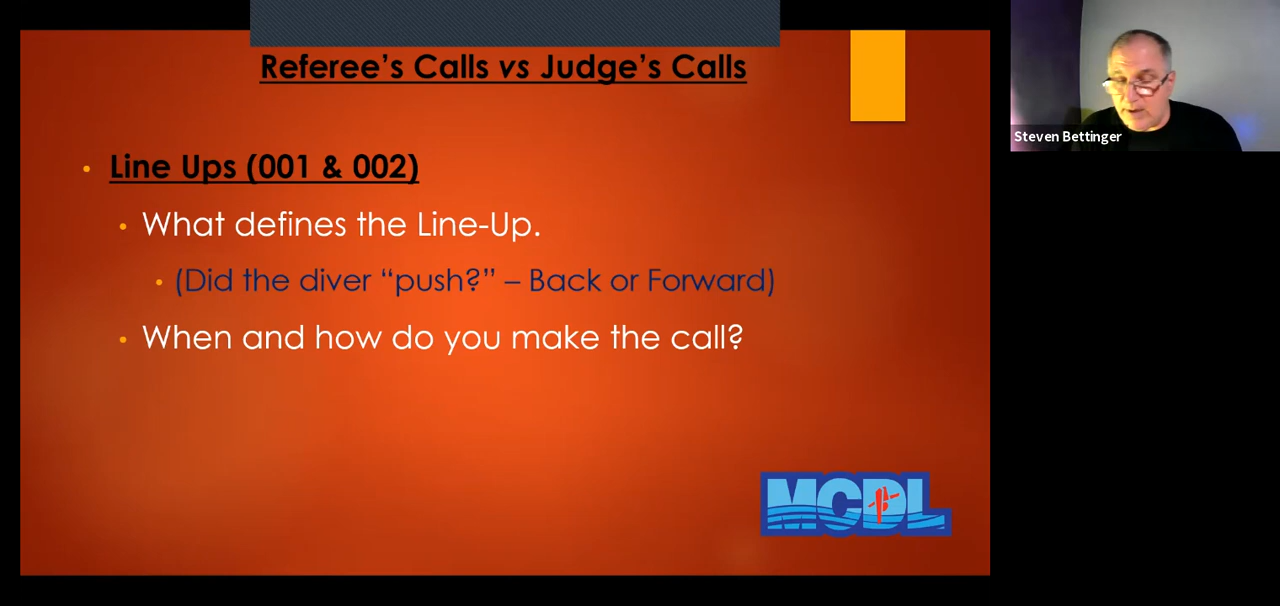 Referee’s Calls vs Judge’s Calls
Line Ups (001 & 002)
What defines the Line-Up.
(Did the diver “push?” – Back or Forward)
When and how do you make the call?
MCDL
Steven Bettinger